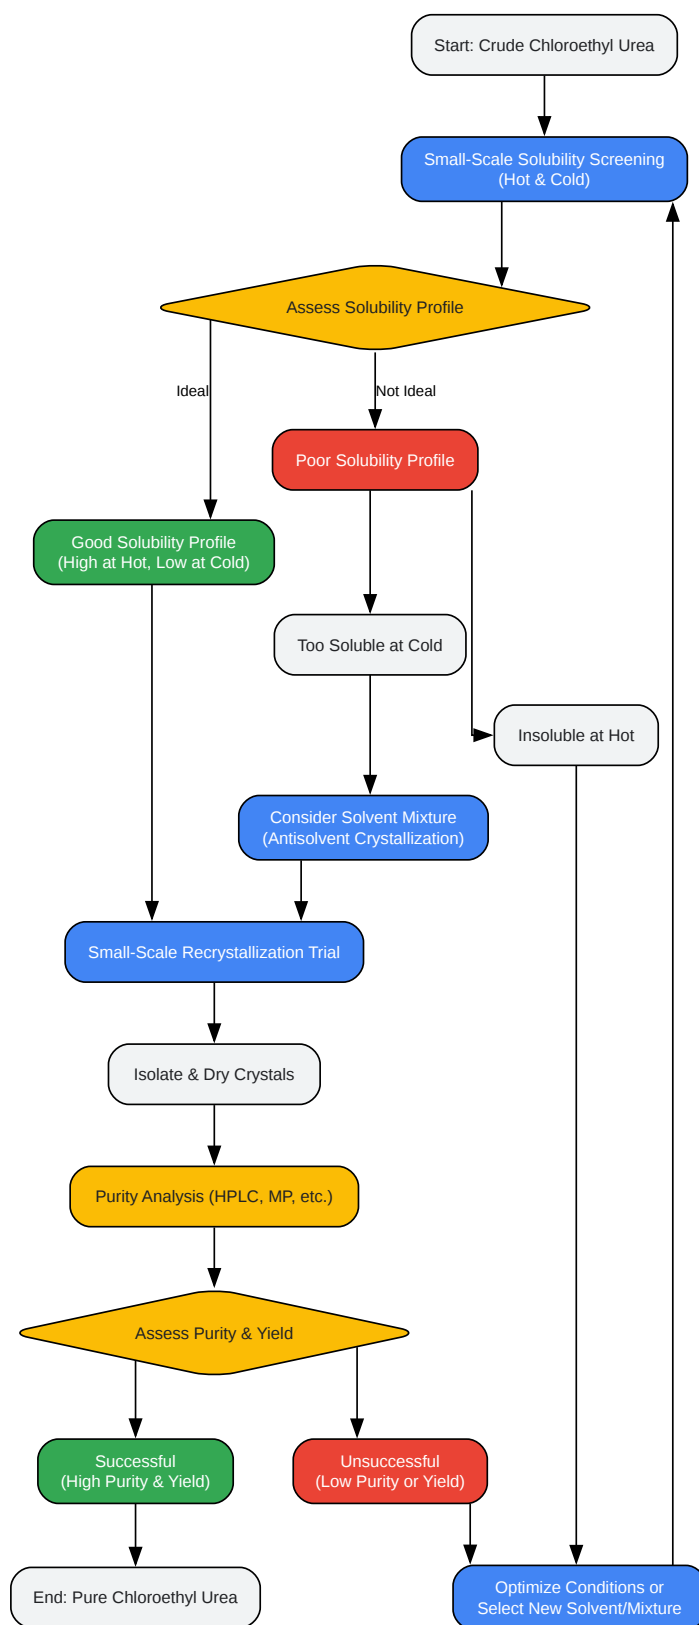 Start: Crude Chloroethyl Urea
Small-Scale Solubility Screening
(Hot & Cold)
Assess Solubility Profile
Ideal
Not Ideal
Poor Solubility Profile
Good Solubility Profile
(High at Hot, Low at Cold)
Too Soluble at Cold
Insoluble at Hot
Consider Solvent Mixture
(Antisolvent Crystallization)
Small-Scale Recrystallization Trial
Isolate & Dry Crystals
Purity Analysis (HPLC, MP, etc.)
Assess Purity & Yield
Successful
(High Purity & Yield)
Unsuccessful
(Low Purity or Yield)
End: Pure Chloroethyl Urea
Optimize Conditions or
Select New Solvent/Mixture